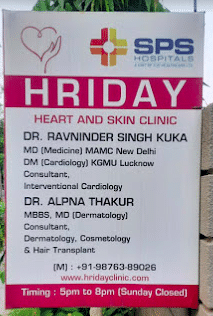 SPS
HOSPITALS
HRIDAY
HEART AND SKIN CLINIC
DR. RAVNINDER SINGH KUKA
MD (Medicine) MAMC New Delhi
DM (Cardiology) KGMU Lucknow
Consultant,
Interventional Cardiology
DR. ALPNA THAKUR
MBBS, MD (Dermatology)
Consultant,
Dermatology, Cosmetology
& Hair Transplant
(M) : +91-98763-89026
www.hridayclinic.com
Timing : 5pm to 8pm (Sunday Closed)